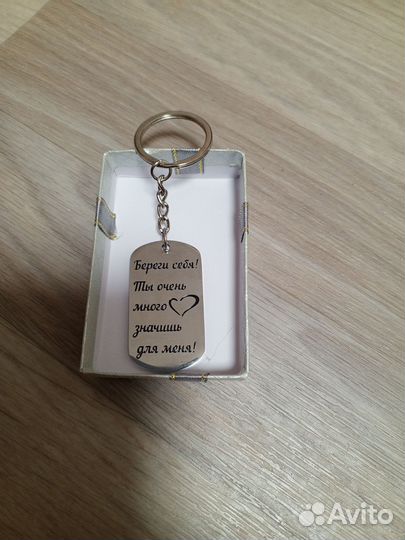 Береги себя!
Ты очень
много
значишь
для меня!
Avito